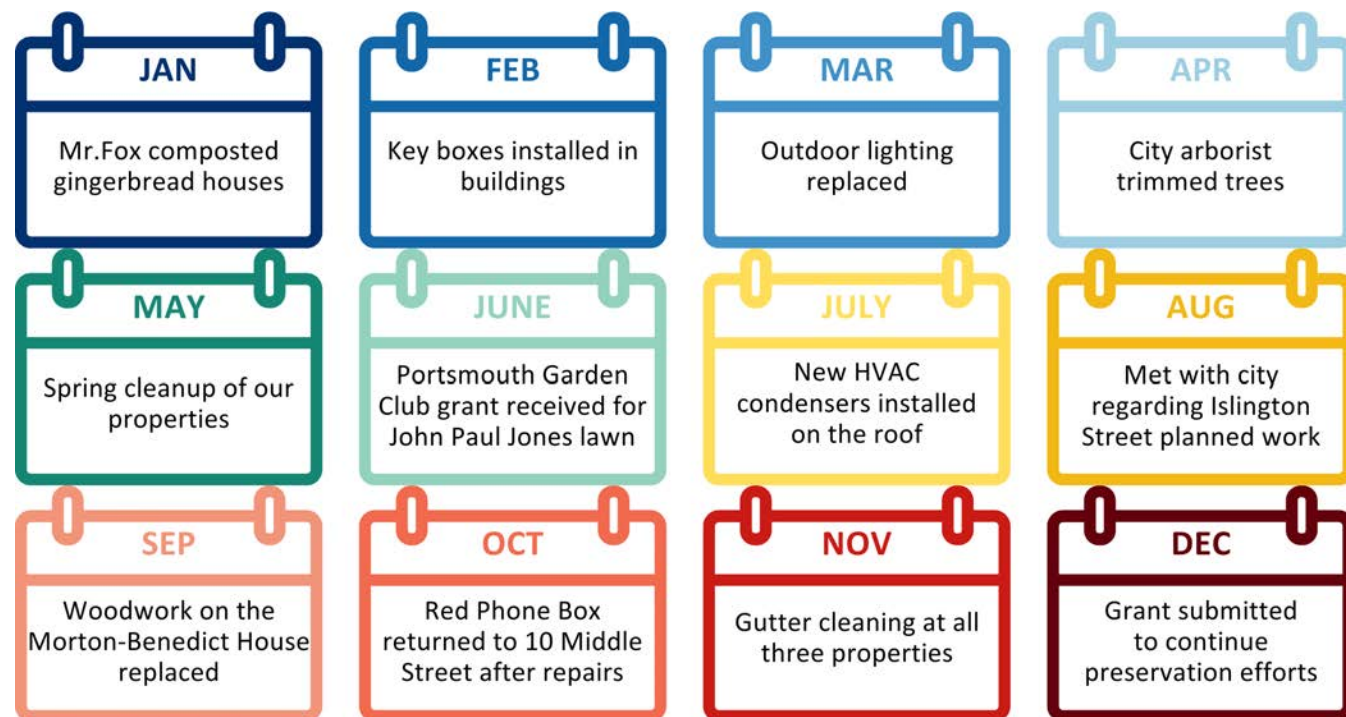 JAN
Mr.Fox composted
gingerbread houses
FEB
Key boxes installed in
buildings
MAR
Outdoor lighting
replaced
APR
City arborist
trimmed trees
MAY
Spring cleanup of our
properties
JUNE
Portsmouth Garden
Club grant received for
John Paul Jones lawn
JULY
New HVAC
condensers installed
on the roof
AUG
Met with city
regarding Islington
Street planned work
SEP
Woodwork on the
Morton-Benedict House
replaced
OCT
Red Phone Box
returned to 10 Middle
Street after repairs
NOV
Gutter cleaning at all
three properties
DEC
Grant submitted
to continue
preservation efforts